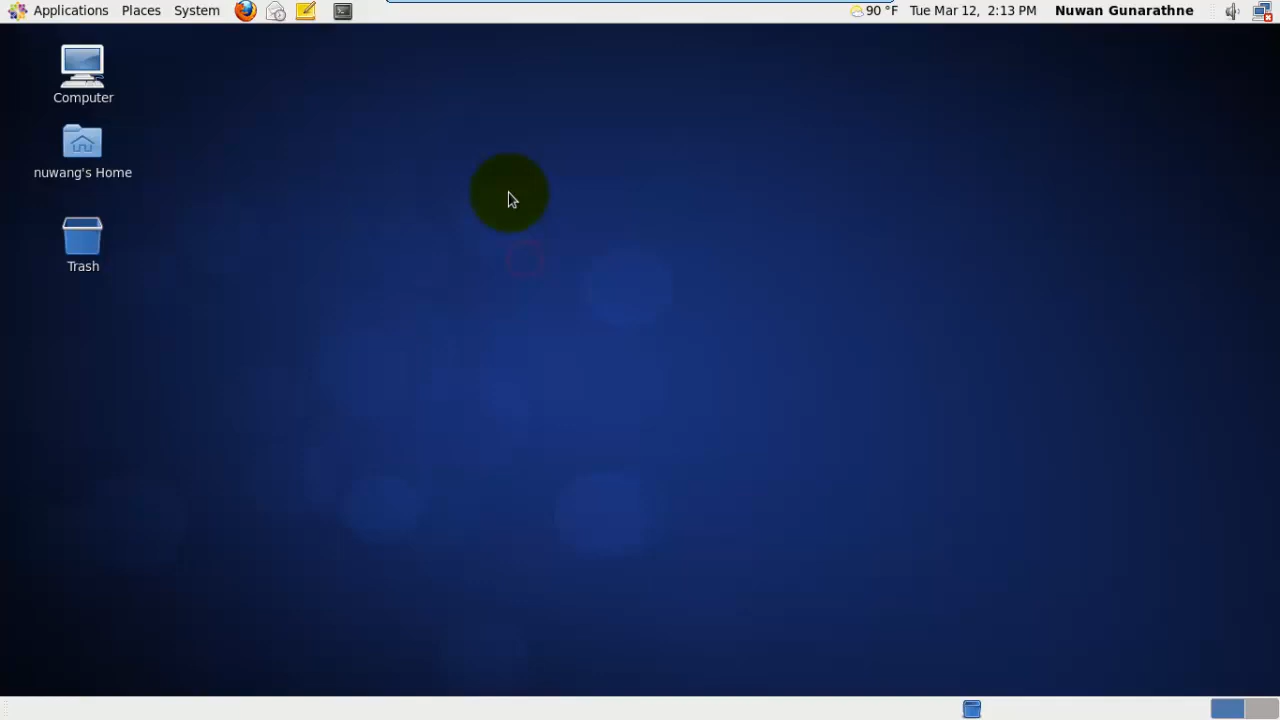 Applications Places System 90 °F Tue Mar 12, 2:13 PM Nuwan Gunarathne
Computer
nuwang's Home
Trash